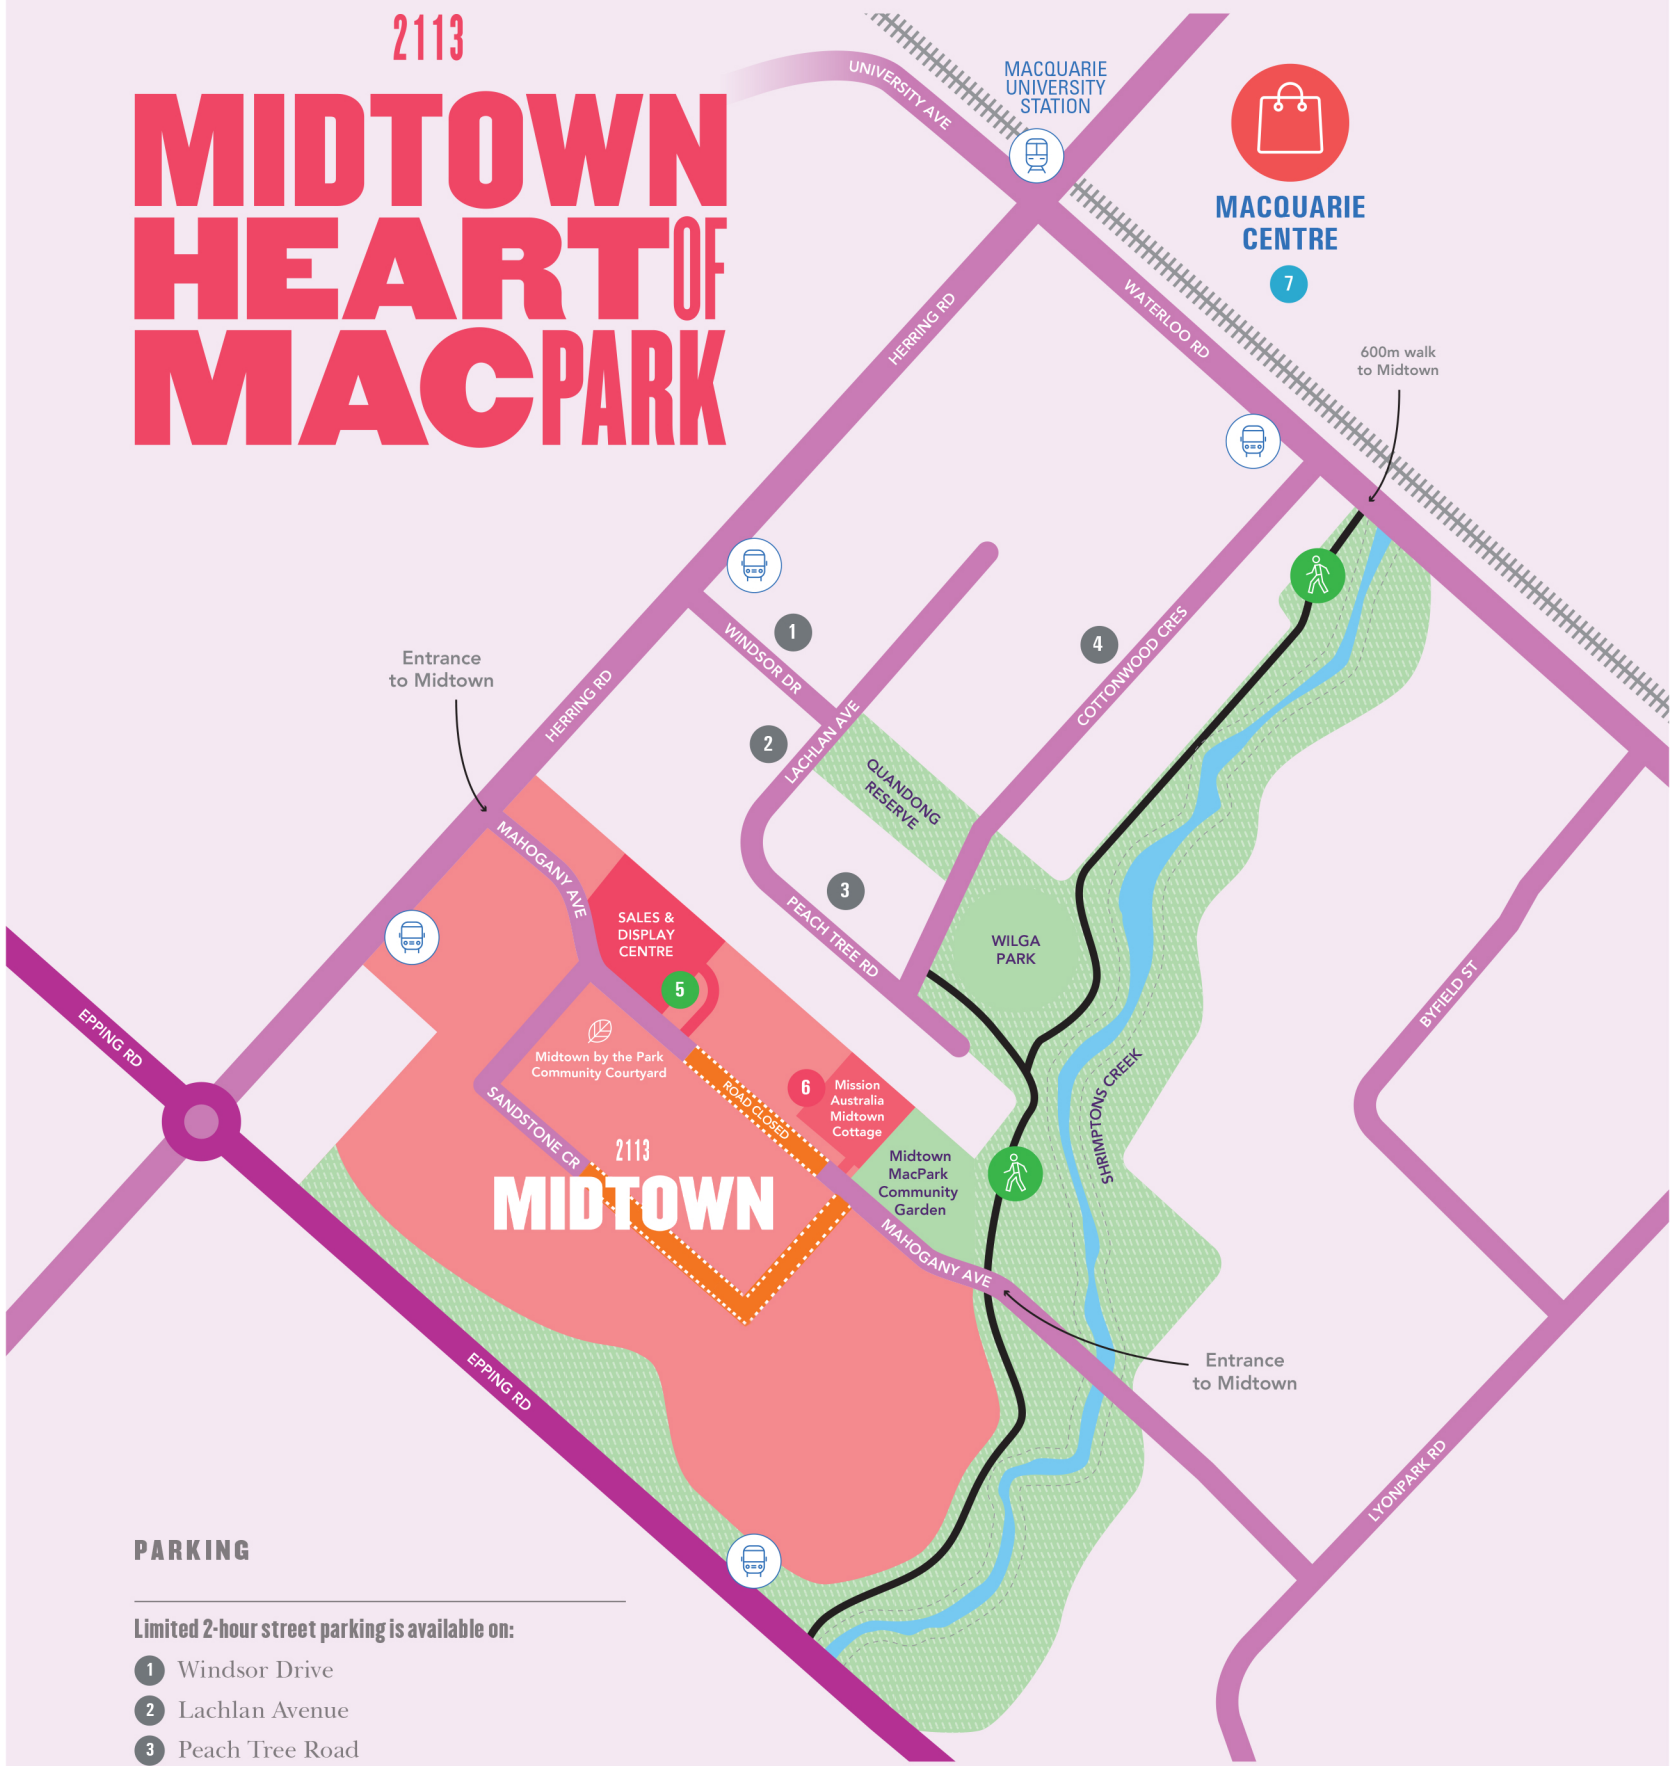 2113
MIDTOWN
HEART OF
MACPARK
UNIVERSITY AVE
MACQUARIE
UNIVERSITY
STATION
MACQUARIE
CENTRE
7
HERRING RD
WATERLOO RD
600m walk
to Midtown
1
WINDSOR DR
4
COTTONWOOD CRES
Entrance
to Midtown
HERRING RD
2
LACHLAN AVE
QUANDONG
RESERVE
MAHOGANY AVE
3
PEACH TREE RD
SALES &
DISPLAY
CENTRE
5
WILGA
PARK
EPPING RD
BYFIELD ST
Midtown by the Park
Community Courtyard
SANDSTONE CR
ROAD CLOSED
6
Mission
Australia
Midtown
Cottage
SHRIMPTONS CREEK
2113
MIDTOWN
Midtown
MacPark
Community
Garden
MAHOGANY AVE
Entrance
to Midtown
EPPING RD
LYONPARK RD
PARKING
Limited 2-hour street parking is available on:
1 Windsor Drive
2 Lachlan Avenue
3 Peach Tree Road